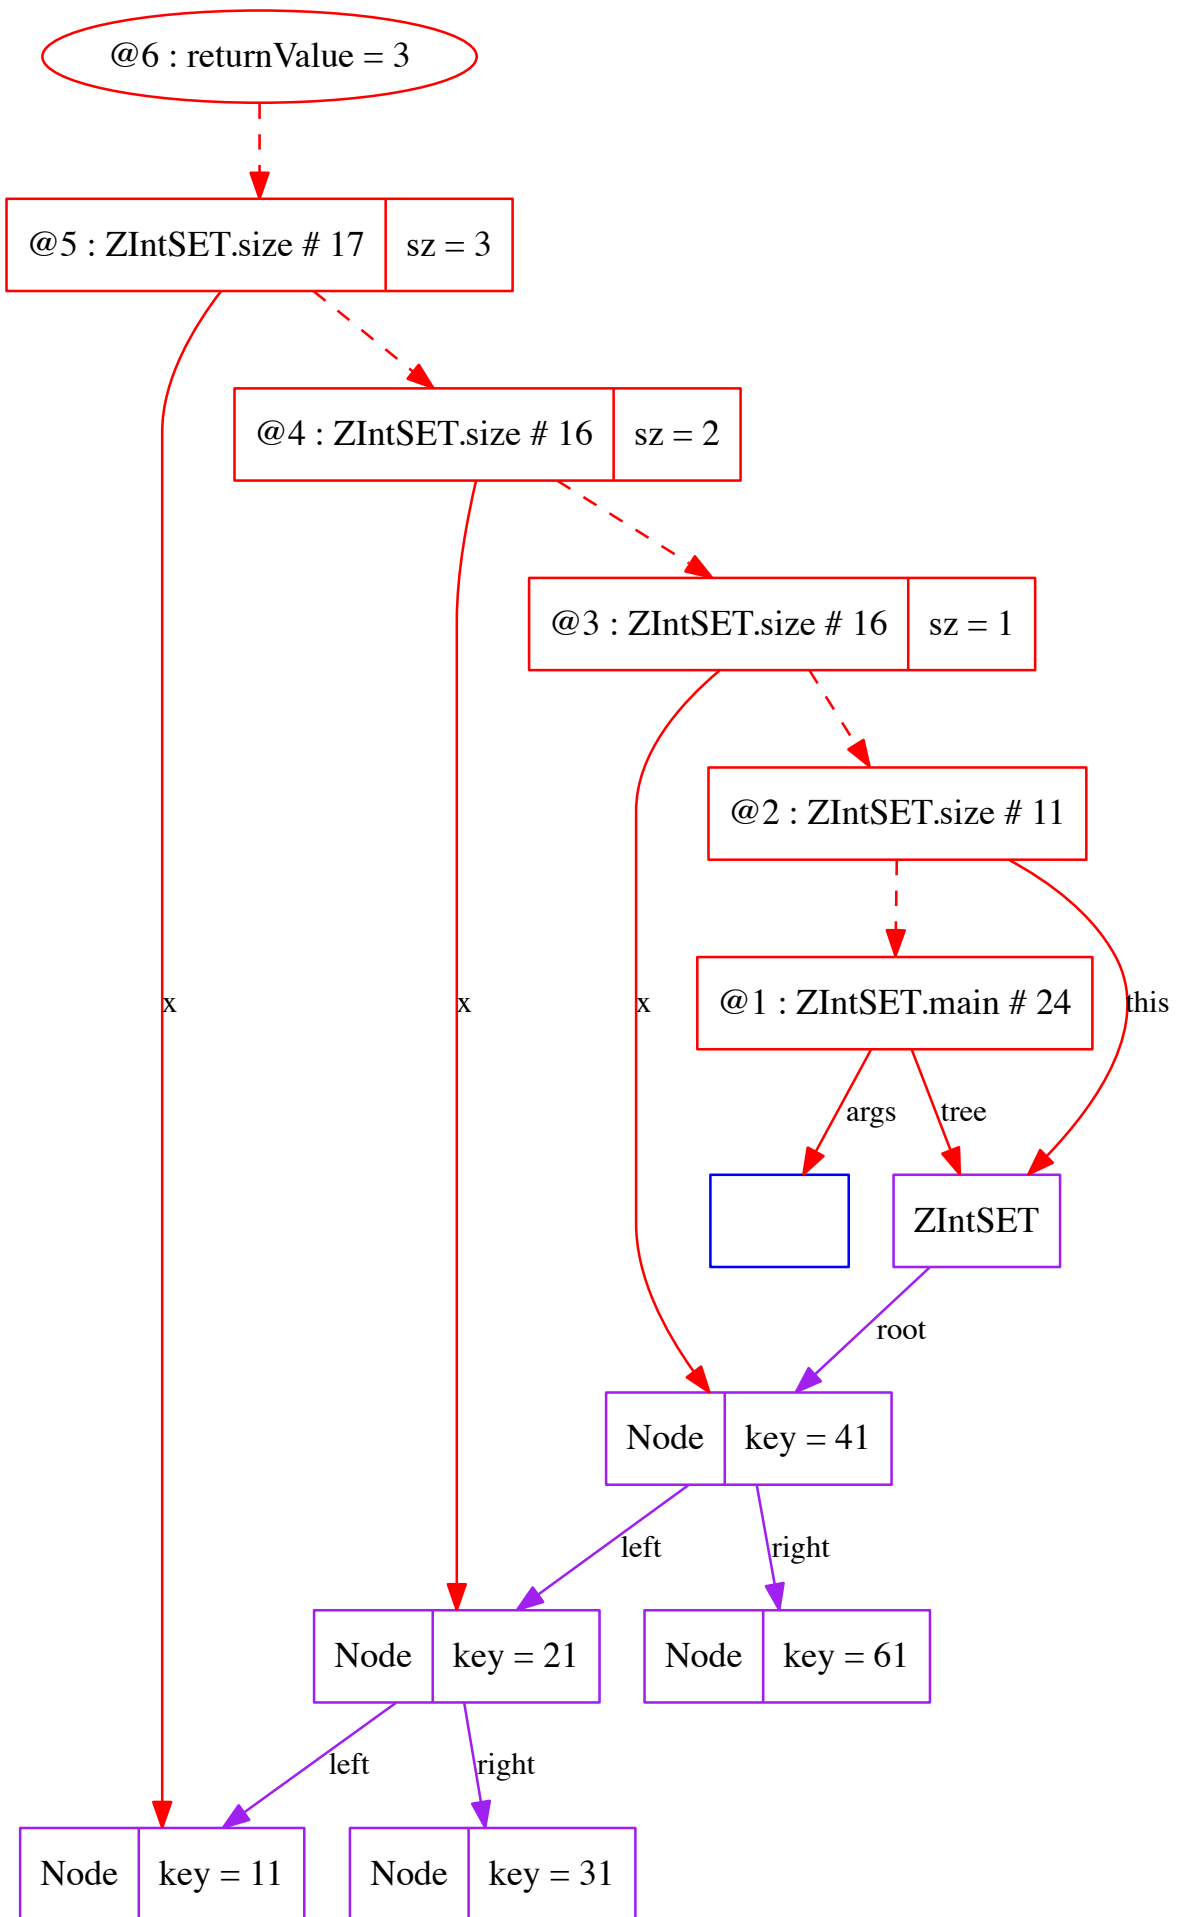 @6 : returnValue = 3
@5 : ZIntSET.size # 17 sz = 3
@4 : ZIntSET.size # 16 sz = 2
@3 : ZIntSET.size # 16 sz = 1
@2 : ZIntSET.size # 11
x x x @1 : ZIntSET.main # 24 this
args tree
ZIntSET
root
Node key = 41
left right
Node key = 21 Node key = 61
left right
Node key = 11 Node key = 31